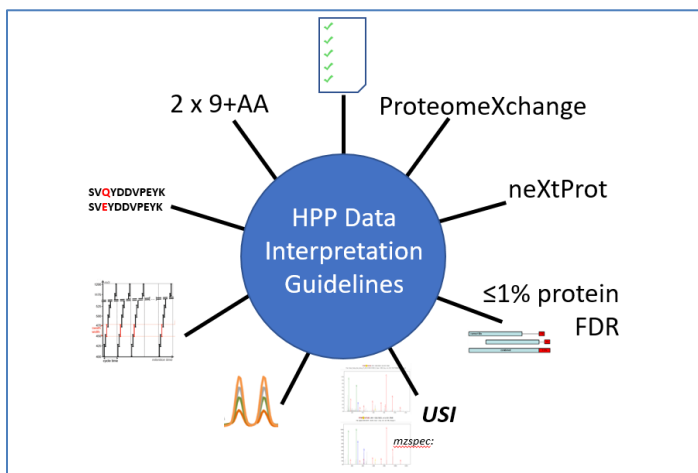 2 x 9+AA
ProteomeXchange
SVQYDDVPEYK
SVEYDDVPEYK
neXtProt
HPP Data
Interpretation
Guidelines
≤1% protein
FDR
USI
mzspec: